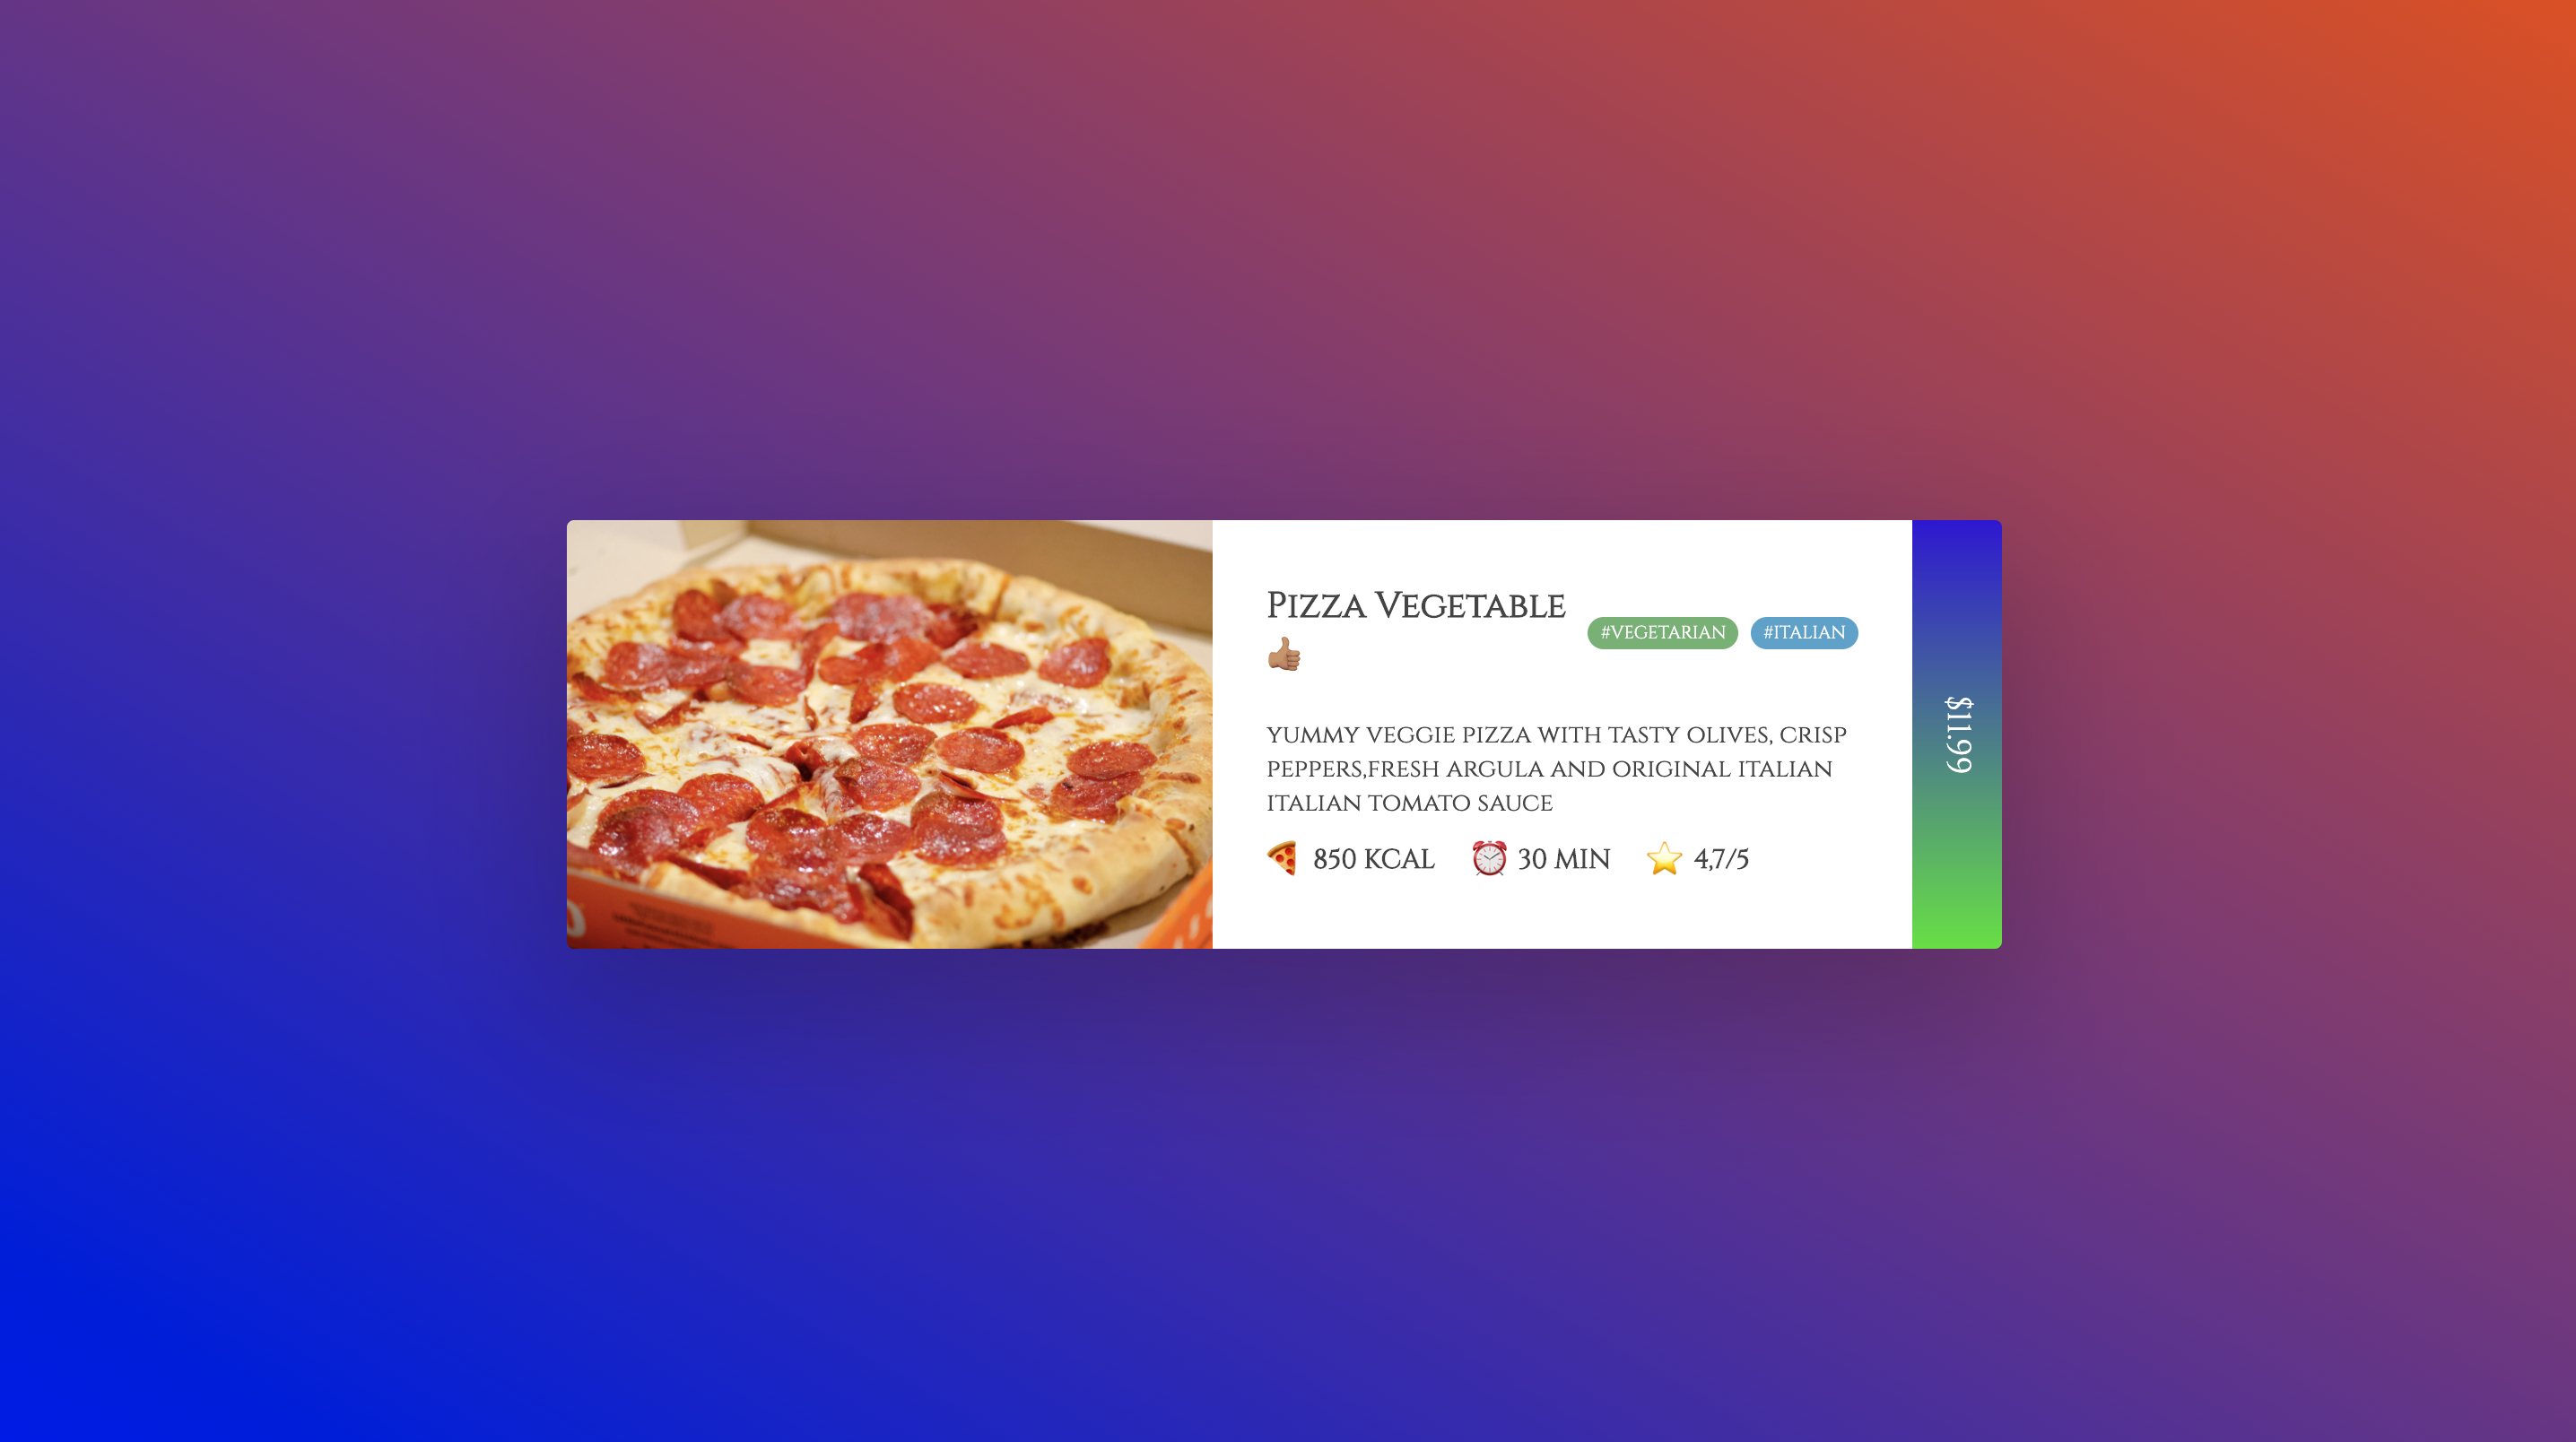 Pizza Vegetable
👍🏽
#VEGETARIAN #ITALIAN
YUMMY VEGGIE PIZZA WITH TASTY OLIVES, CRISP
PEPPERS,FRESH ARGULA AND ORIGINAL ITALIAN
ITALIAN TOMATO SAUCE
🍕 850 KCAL ⏰ 30 MIN ⭐ 4,7/5
$11.99